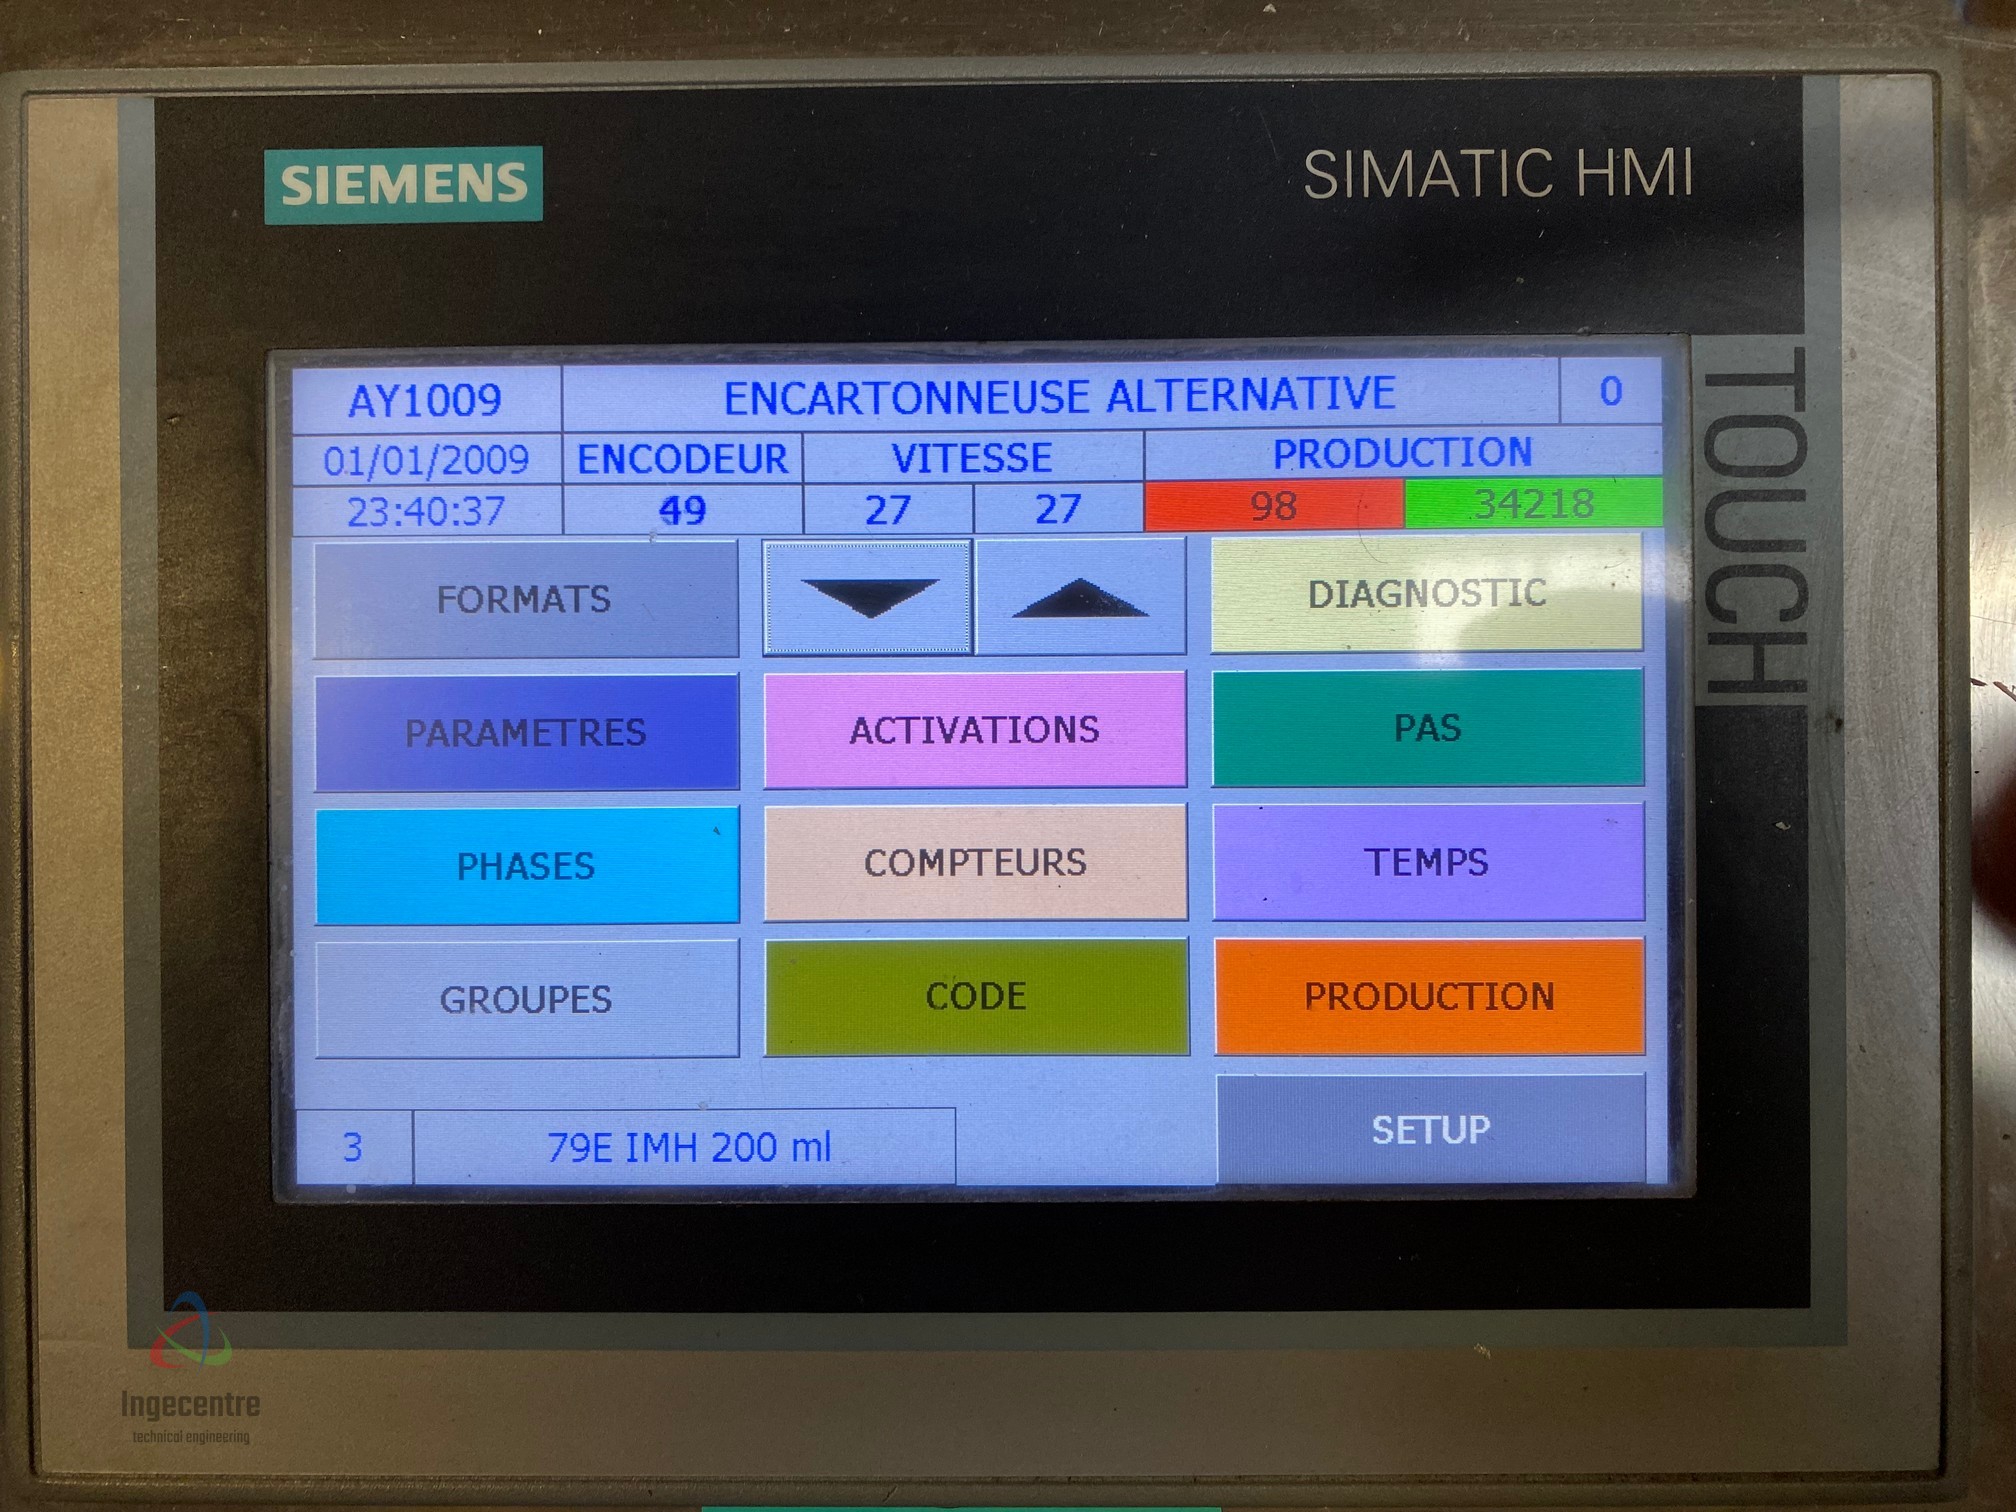 SIEMENS
SIMATIC HMI
TOUCH
AY1009 ENCARTONNEUSE ALTERNATIVE 0
01/01/2009 ENCODEUR VITESSE PRODUCTION
23:40:37 49 27 27 98 34218
FORMATS DIAGNOSTIC
PARAMETRES ACTIVATIONS PAS
PHASES COMPTEURS TEMPS
GROUPES CODE PRODUCTION
SETUP
3 79E IMH 200 ml
Ingecentre
technical engineering